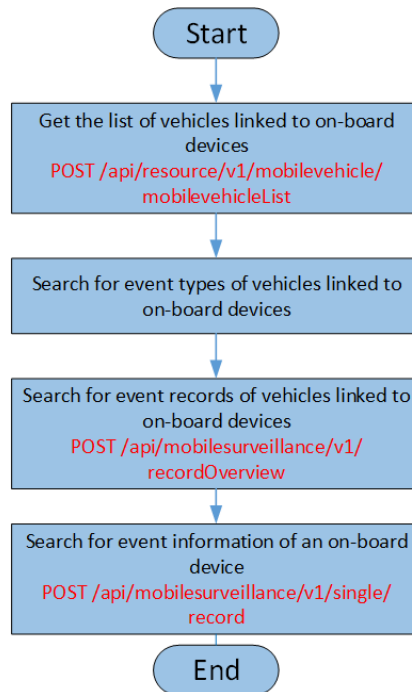 Start
Get the list of vehicles linked to on-board
devices
POST /api/resource/v1/mobilevehicle/
mobilevehicleList
Search for event types of vehicles linked to
on-board devices
Search for event records of vehicles linked to
on-board devices
POST /api/mobilesurveillance/v1/
recordOverview
Search for event information of an on-board
device
POST /api/mobilesurveillance/v1/single/
record
End